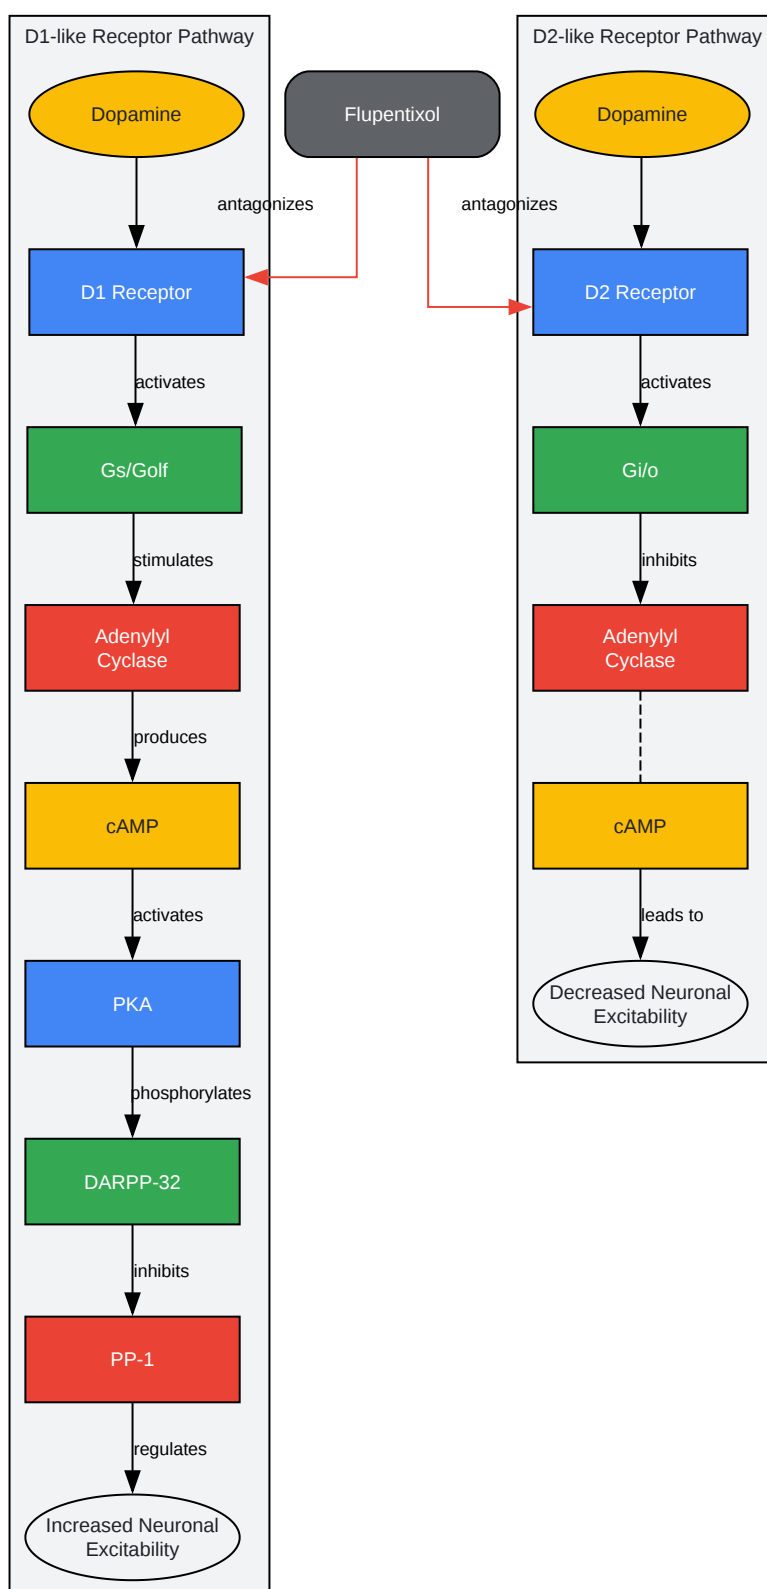 D1-like Receptor Pathway
Dopamine
D1 Receptor
activates
Gs/Golf
stimulates
Adenylyl
Cyclase
produces
cAMP
activates
PKA
phosphorylates
DARPP-32
inhibits
PP-1
regulates
Increased Neuronal
Excitability
Flupentixol
antagonizes
antagonizes
D2-like Receptor Pathway
Dopamine
D2 Receptor
activates
Gi/o
inhibits
Adenylyl
Cyclase
cAMP
leads to
Decreased Neuronal
Excitability